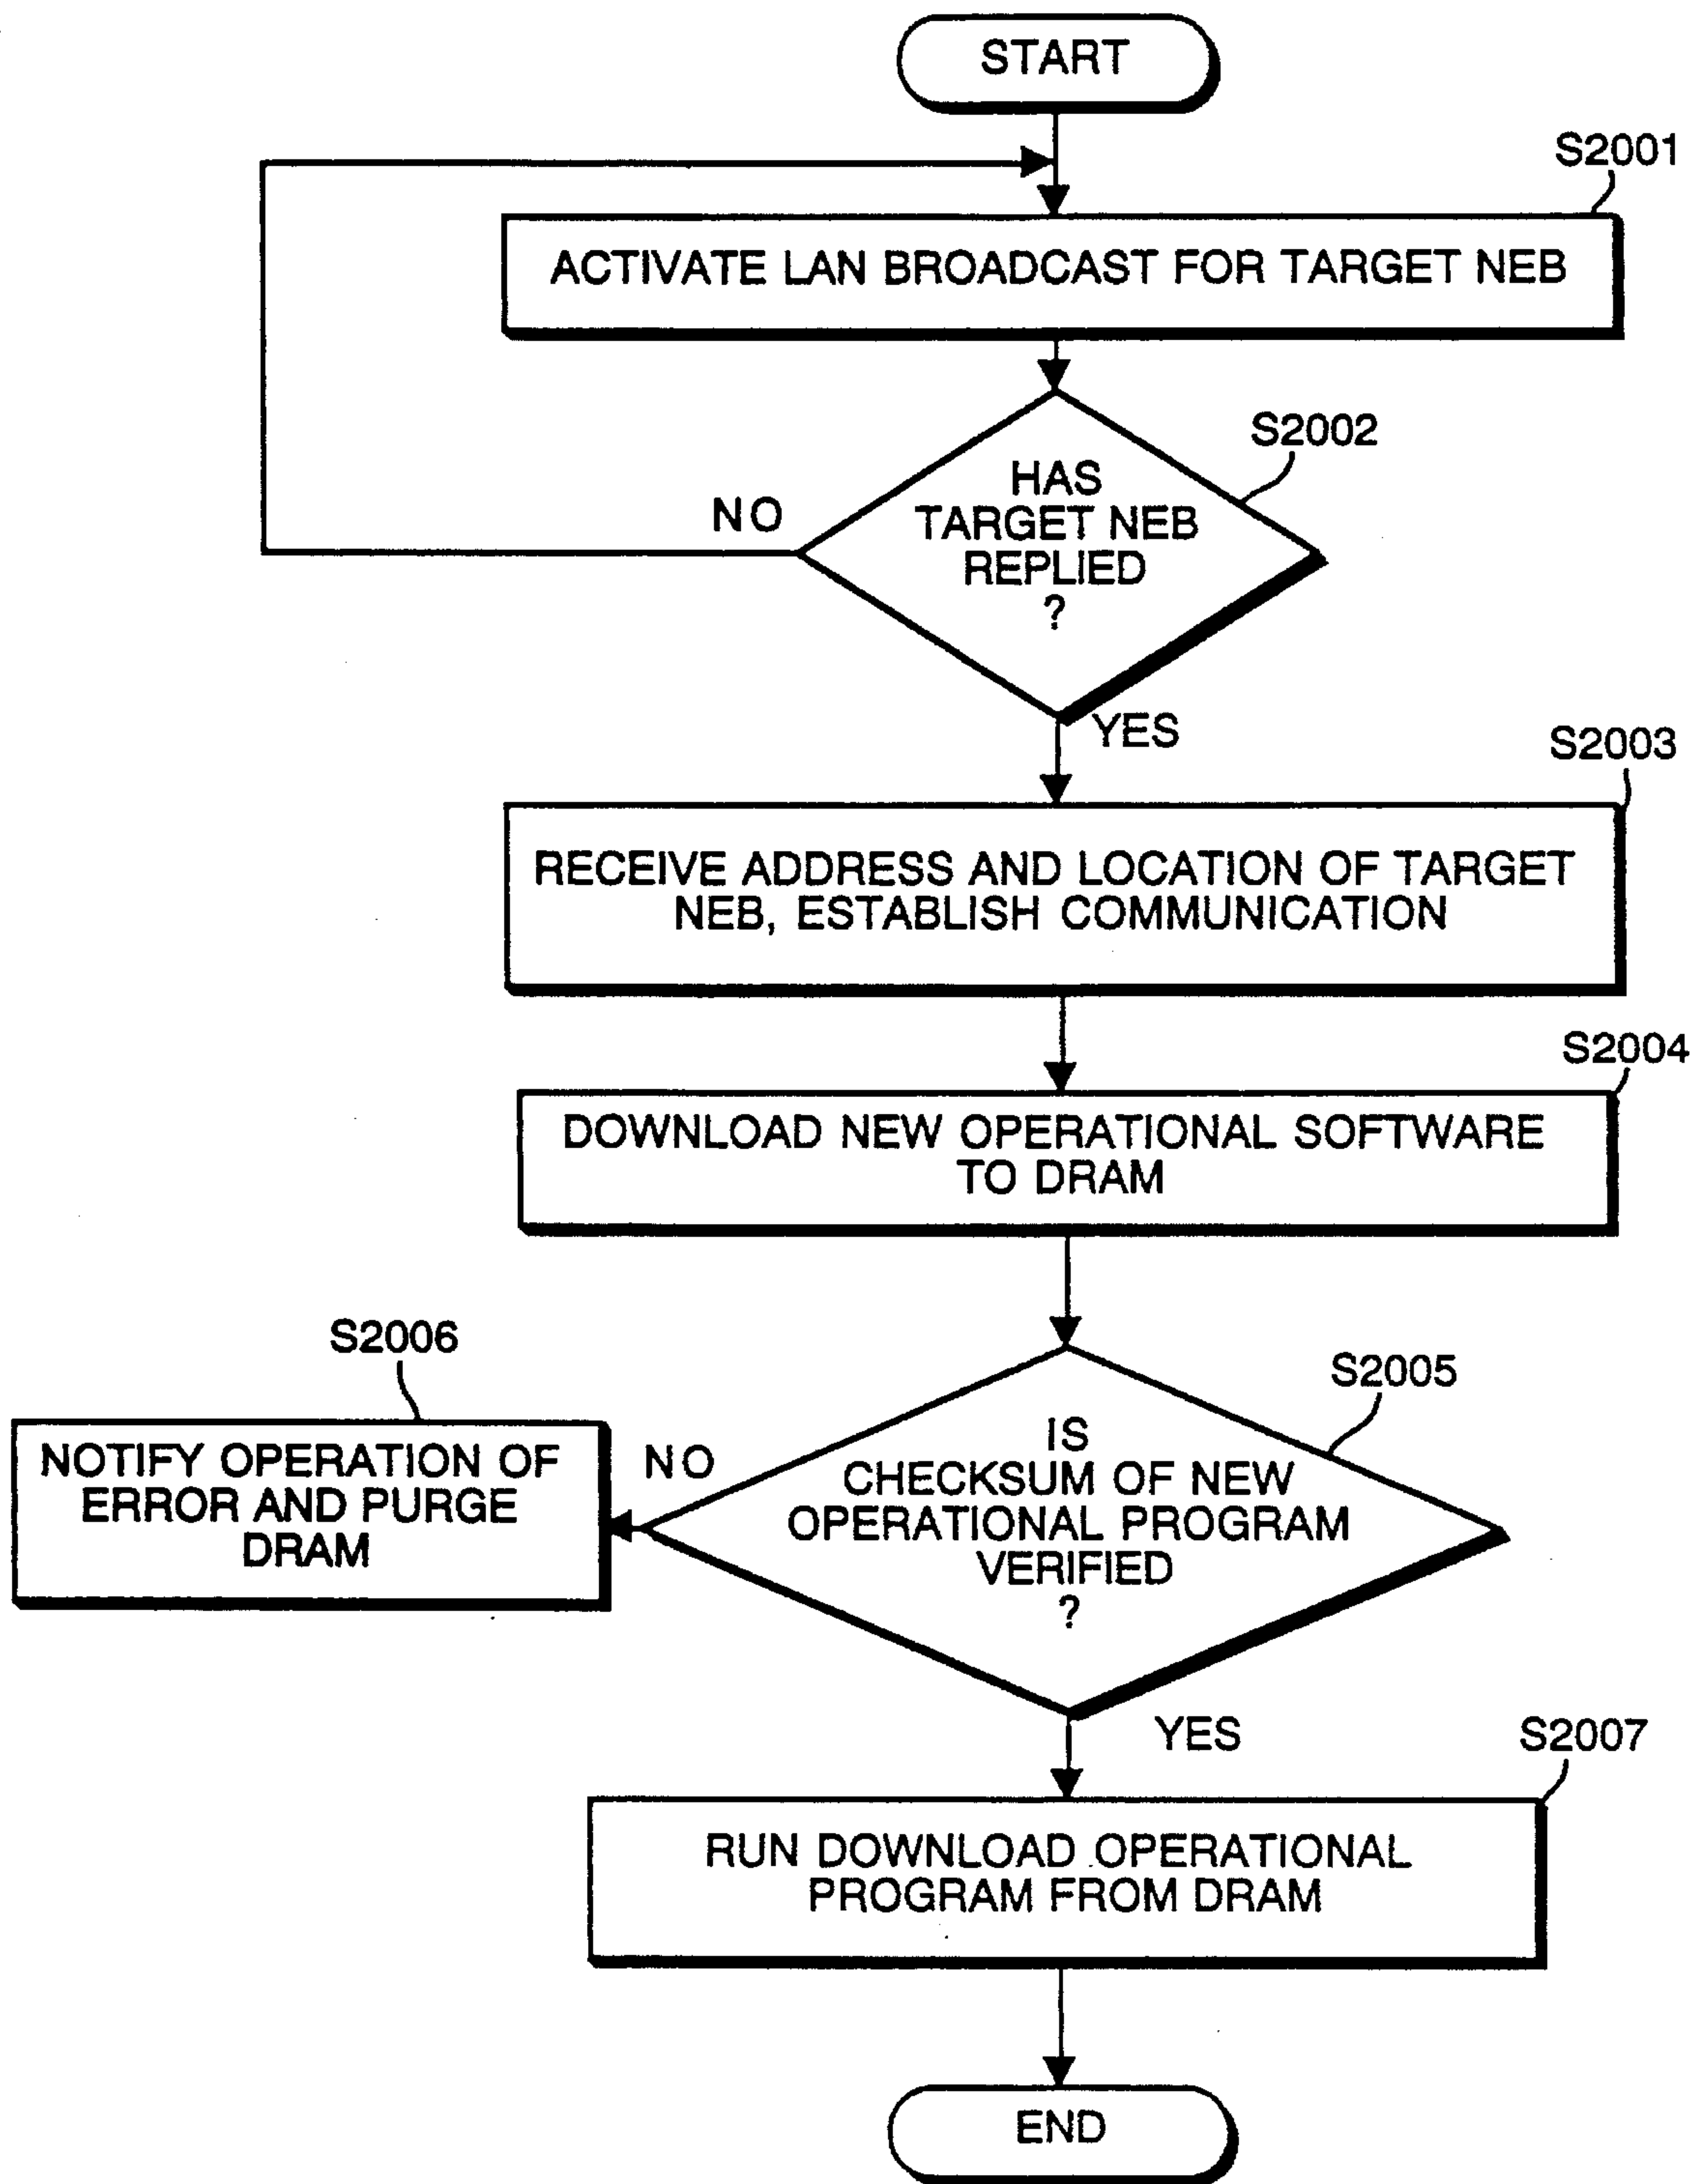 START
S2001
ACTIVATE LAN BROADCAST FOR TARGET NEB
S2002
HAS
TARGET NEB
REPLIED
?
NO
YES
S2003
RECEIVE ADDRESS AND LOCATION OF TARGET
NEB, ESTABLISH COMMUNICATION
S2004
DOWNLOAD NEW OPERATIONAL SOFTWARE
TO DRAM
S2005
IS
CHECKSUM OF NEW
OPERATIONAL PROGRAM
VERIFIED
?
NO
S2006
NOTIFY OPERATION OF
ERROR AND PURGE
DRAM
YES
S2007
RUN DOWNLOAD OPERATIONAL
PROGRAM FROM DRAM
END